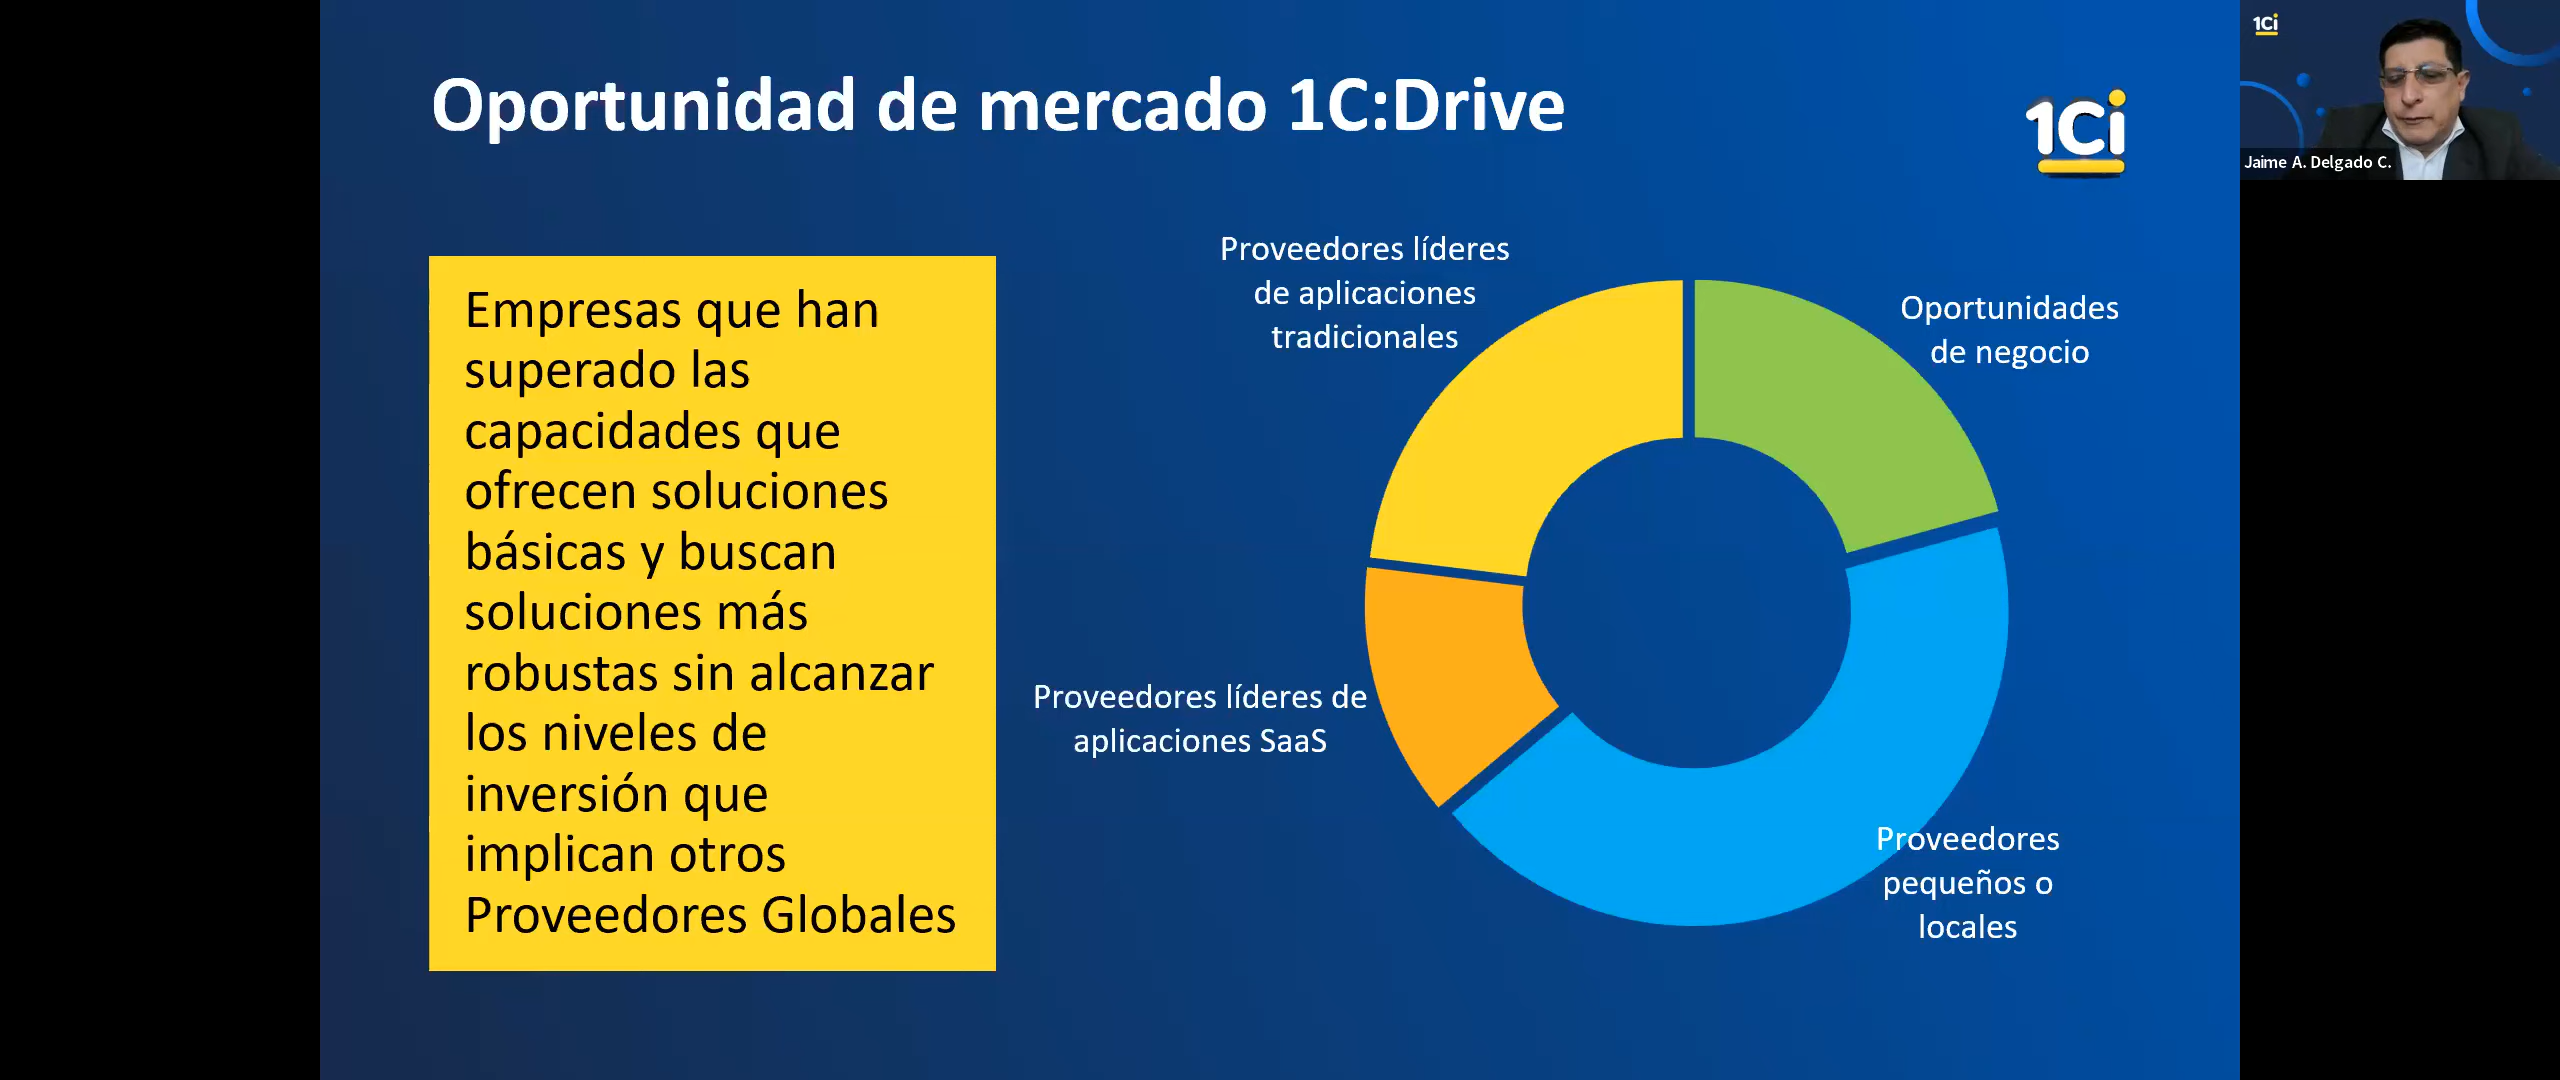 Oportunidad de mercado 1C:Drive
1Ci
1Ci
Jaime A. Delgado C.
Empresas que han
superado las
capacidades que
ofrecen soluciones
básicas y buscan
soluciones más
robustas sin alcanzar
los niveles de
inversión que
implican otros
Proveedores Globales
Proveedores líderes
de aplicaciones
tradicionales
Oportunidades
de negocio
Proveedores líderes de
aplicaciones SaaS
Proveedores
pequeños o
locales